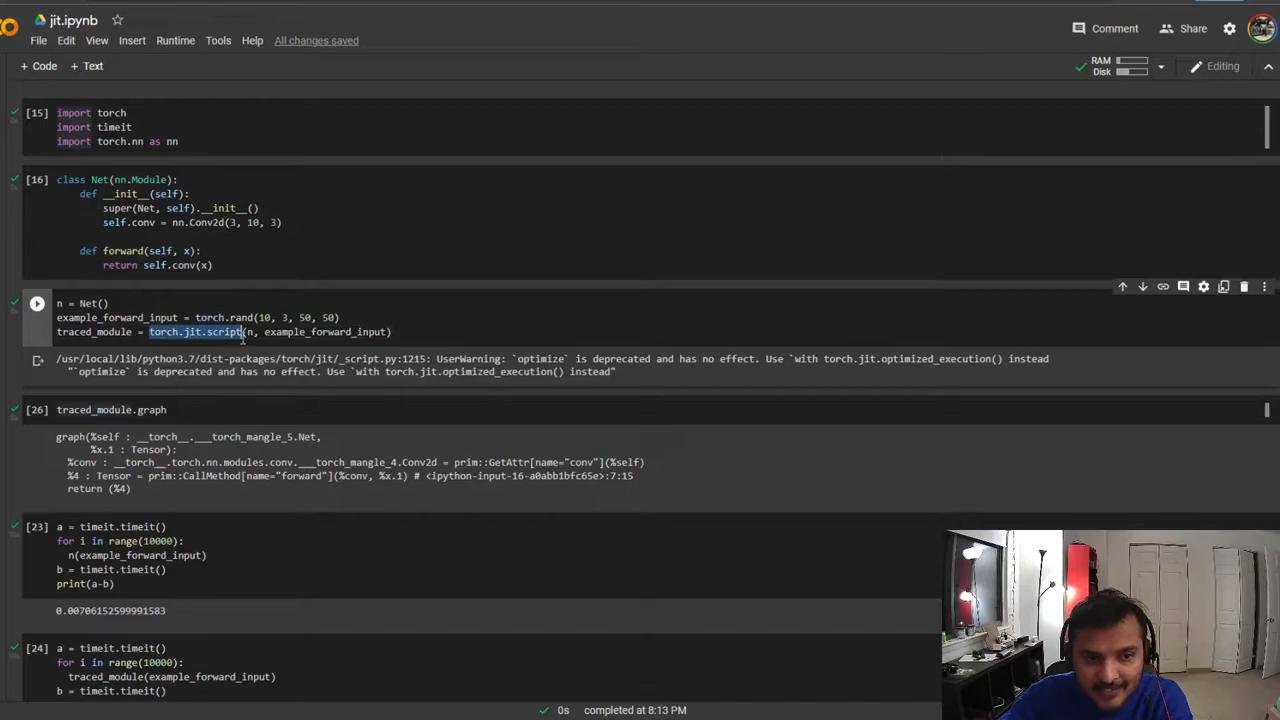 jit.ipynb
File Edit View Insert Runtime Tools Help All changes saved
Comment Share
+ Code + Text
RAM
Disk
Editing
[15] import torch
import timeit
import torch.nn as nn
[16] class Net(nn.Module):
def __init__(self):
super(Net, self).__init__()
self.conv = nn.Conv2d(3, 10, 3)
def forward(self, x):
return self.conv(x)
n = Net()
example_forward_input = torch.rand(10, 3, 50, 50)
traced_module = torch.jit.script(n, example_forward_input)
/usr/local/lib/python3.7/dist-packages/torch/jit/_script.py:1215: UserWarning: `optimize` is deprecated and has no effect. Use `with torch.jit.optimized_execution() instead
"`optimize` is deprecated and has no effect. Use `with torch.jit.optimized_execution() instead"
[26] traced_module.graph
graph(%self : __torch__.___torch_mangle_5.Net,
%x.1 : Tensor):
%conv : __torch__.torch.nn.modules.conv.___torch_mangle_4.Conv2d = prim::GetAttr[name="conv"](%self)
%4 : Tensor = prim::CallMethod[name="forward"](%conv, %x.1) # <ipython-input-16-a0abb1bfc65e>:7:15
return (%4)
[23] a = timeit.timeit()
for i in range(10000):
n(example_forward_input)
b = timeit.timeit()
print(a-b)
0.00706152599991583
[24] a = timeit.timeit()
for i in range(10000):
traced_module(example_forward_input)
b = timeit.timeit()
0s completed at 8:13 PM